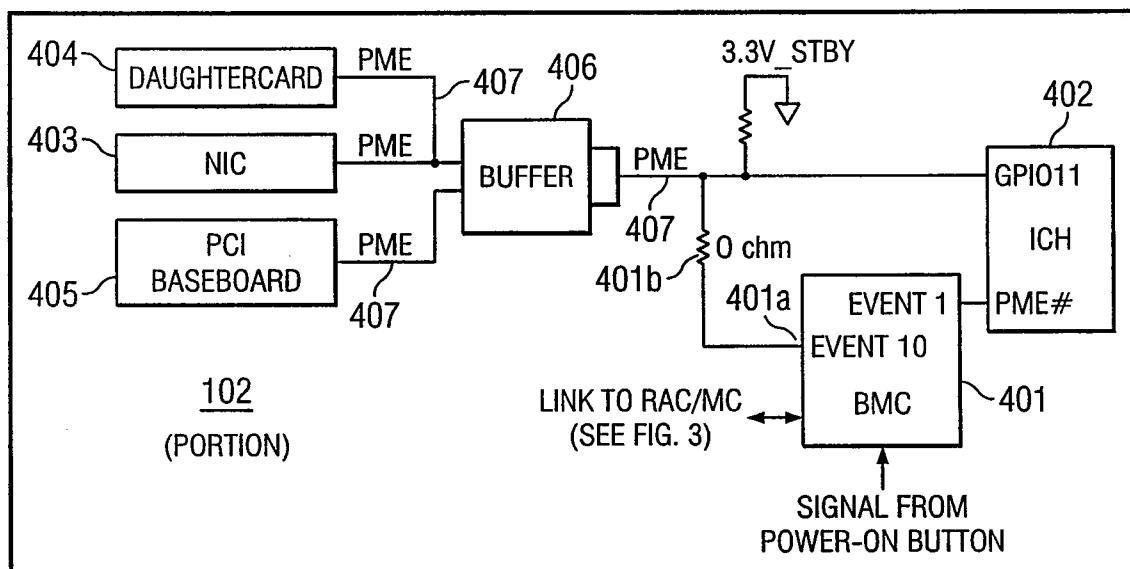 404
DAUGHTERCARD
PME
407
406
3.3V_STBY
402
403
NIC
PME
BUFFER
PME
407
GPIO11
ICH
405
PCI
BASEBOARD
PME
407
0 chm
401b
401a
EVENT 1
PME#
EVENT 10
BMC
401
102
(PORTION)
LINK TO RAC/MC
(SEE FIG. 3)
SIGNAL FROM
POWER-ON BUTTON